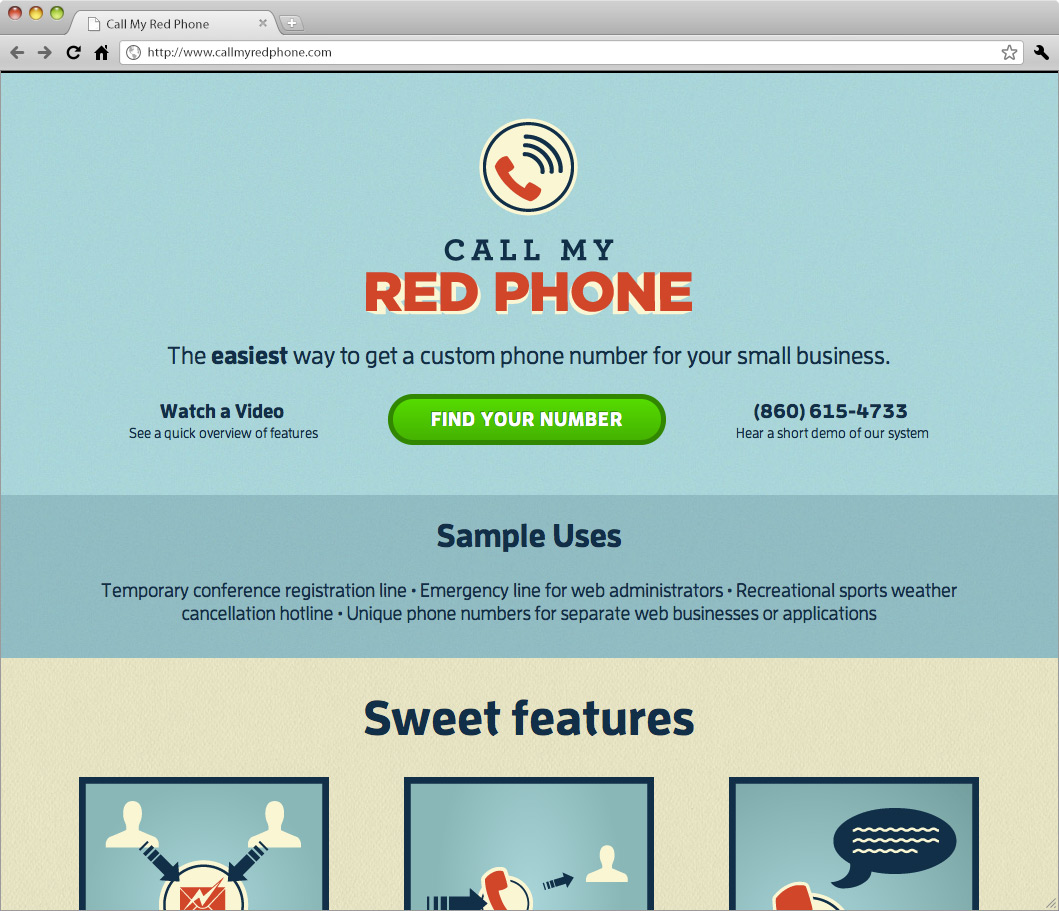 Call My Red Phone
http://www.callmyredphone.com
CALL MY
RED PHONE
The easiest way to get a custom phone number for your small business.
Watch a Video
See a quick overview of features
FIND YOUR NUMBER
(860) 615-4733
Hear a short demo of our system
Sample Uses
Temporary conference registration line • Emergency line for web administrators • Recreational sports weather
cancellation hotline • Unique phone numbers for separate web businesses or applications
Sweet features